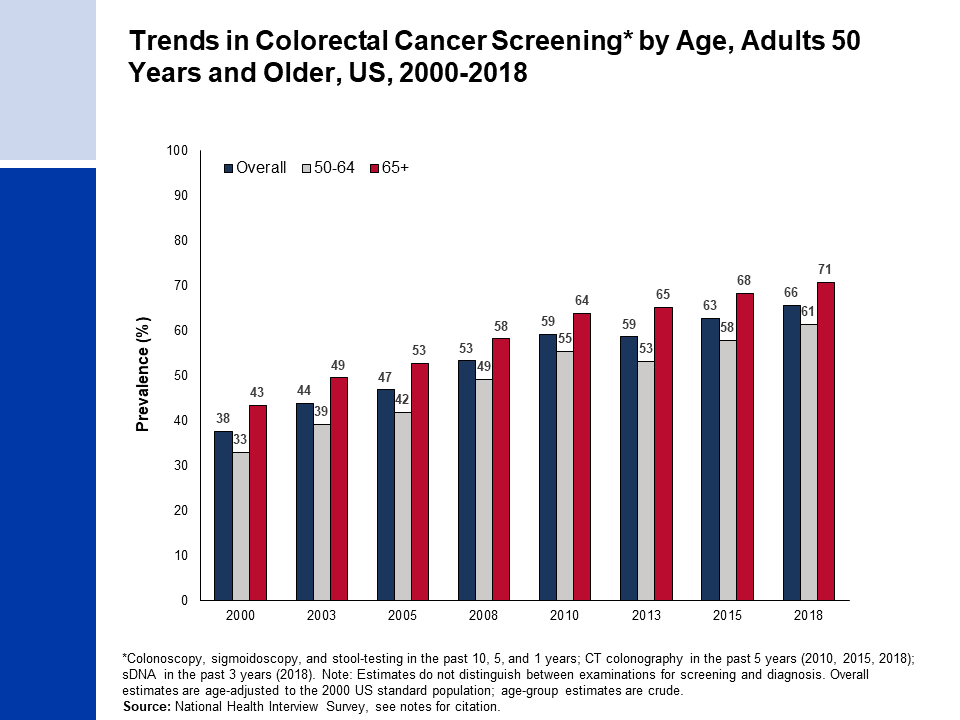 Trends in Colorectal Cancer Screening* by Age, Adults 50
Years and Older, US, 2000-2018
Overall 50-64 65+
Prevalence (%)
100
90
80
70
60
50
40
30
20
10
0
38 33 43
44 39 49
47 42 53
53 49 58
59 55 64
59 53 65
63 58 68
66 61 71
2000 2003 2005 2008 2010 2013 2015 2018
*Colonoscopy, sigmoidoscopy, and stool-testing in the past 10, 5, and 1 years; CT colonography in the past 5 years (2010, 2015, 2018);
sDNA in the past 3 years (2018). Note: Estimates do not distinguish between examinations for screening and diagnosis. Overall
estimates are age-adjusted to the 2000 US standard population; age-group estimates are crude.
Source: National Health Interview Survey, see notes for citation.